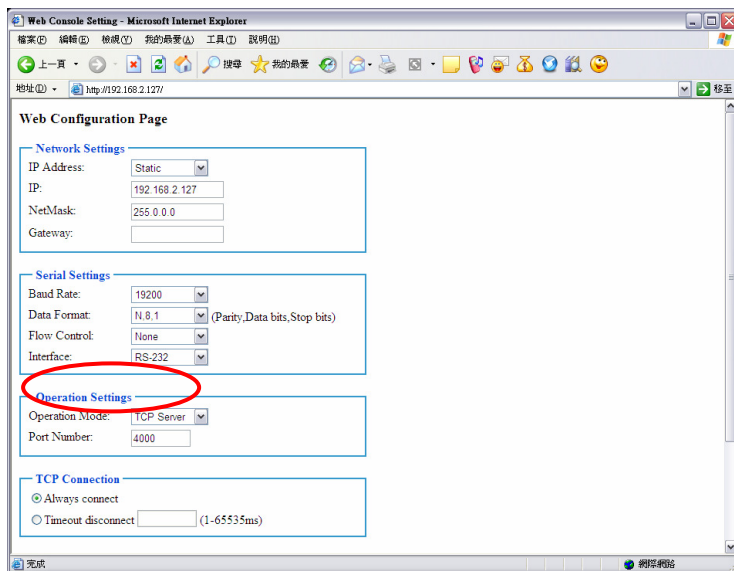 Web Console Setting - Microsoft Internet Explorer
檔案(F) 編輯(E) 檢視(V) 我的最愛(A) 工具(T) 說明(H)
上一頁 搜尋 我的最愛
網址(D) http://192.168.2.127/ 移至
Web Configuration Page
Network Settings
IP Address: Static
IP: 192.168.2.127
NetMask: 255.0.0.0
Gateway:
Serial Settings
Baud Rate: 19200
Data Format: N,8,1 (Parity,Data bits,Stop bits)
Flow Control: None
Interface: RS-232
Operation Settings
Operation Mode: TCP Server
Port Number: 4000
TCP Connection
Always connect
Timeout disconnect (1-65535ms)
完成 網際網路